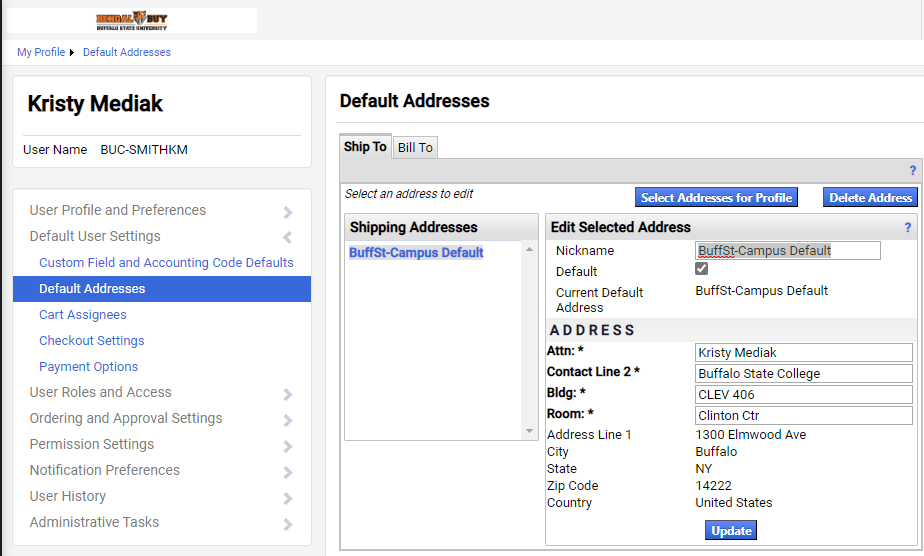 BENGAL BUY
BUFFALO STATE UNIVERSITY
My Profile Default Addresses
Kristy Mediak
User Name BUC-SMITHKM
User Profile and Preferences
Default User Settings
Custom Field and Accounting Code Defaults
Default Addresses
Cart Assignees
Checkout Settings
Payment Options
User Roles and Access
Ordering and Approval Settings
Permission Settings
Notification Preferences
User History
Administrative Tasks
Default Addresses
Ship To Bill To
?
Select an address to edit Select Addresses for Profile Delete Address
Shipping Addresses
BuffSt-Campus Default
Edit Selected Address ?
Nickname BuffSt-Campus Default
Default
Current Default Address BuffSt-Campus Default
ADDRESS
Attn: * Kristy Mediak
Contact Line 2 * Buffalo State College
Bldg: * CLEV 406
Room: * Clinton Ctr
Address Line 1 1300 Elmwood Ave
City Buffalo
State NY
Zip Code 14222
Country United States
Update